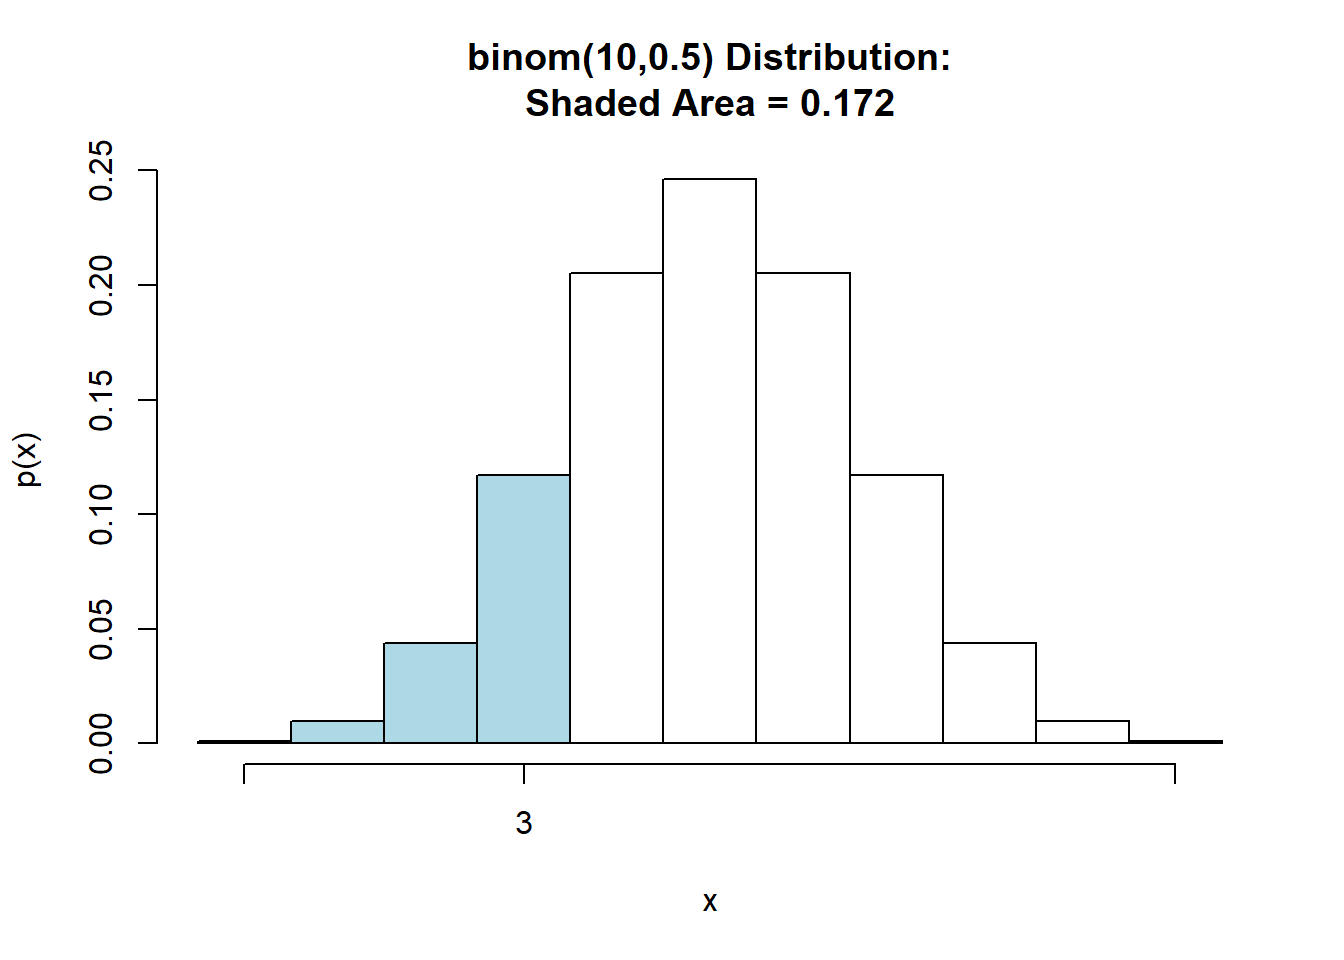 binom(10,0.5) Distribution:
Shaded Area = 0.172
0.25
0.20
0.15
0.10
0.05
0.00
p(x)
3
x